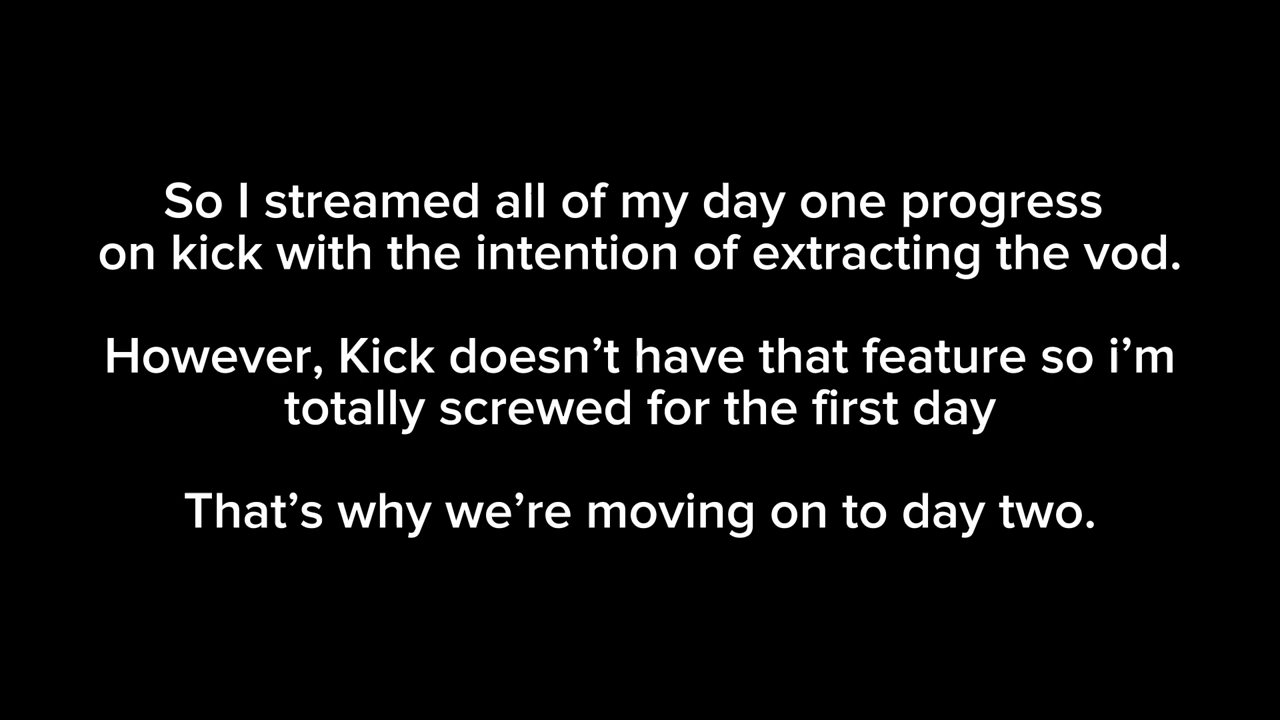 So I streamed all of my day one progress
on kick with the intention of extracting the vod.
However, Kick doesn’t have that feature so i’m
totally screwed for the first day
That’s why we’re moving on to day two.